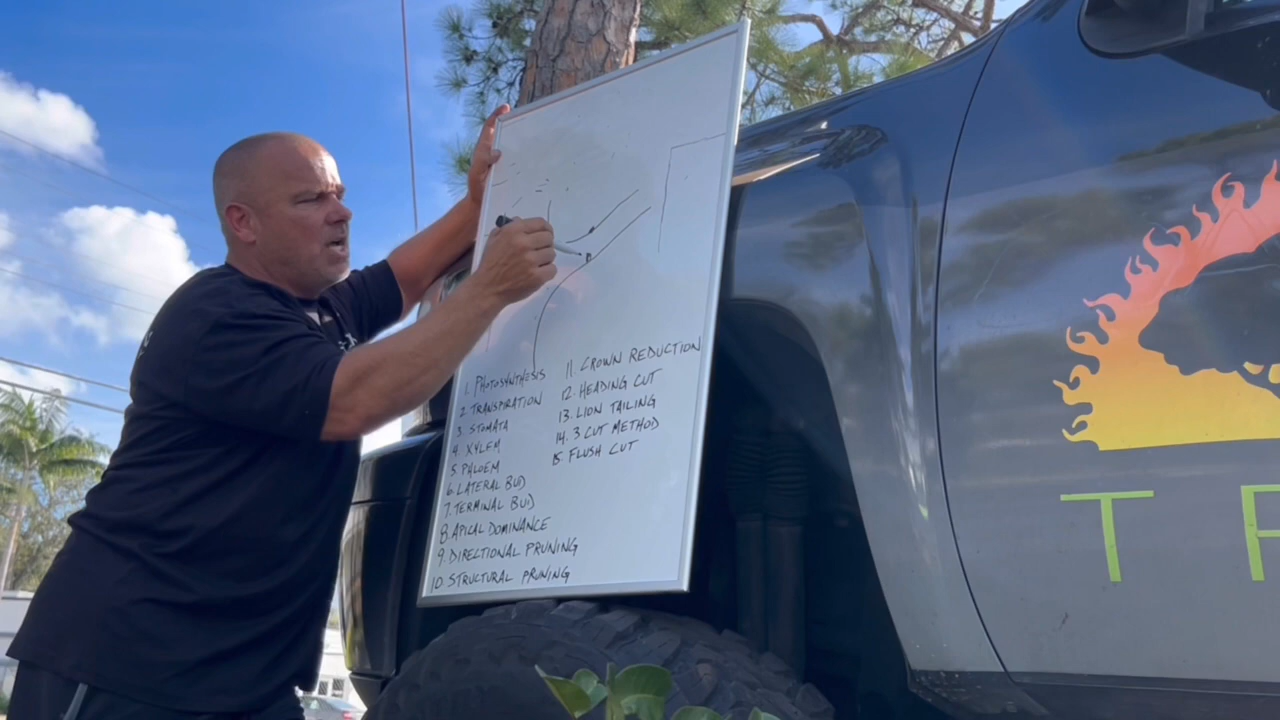 1. PHOTOSYNTHESIS
2 TRANSPIRATION
3. STOMATA
4. XYLEM
5. PHLOEM
6. LATERAL BUD
7. TERMINAL BUD
8. APICAL DOMINANCE
9. DIRECTIONAL PRUNING
10. STRUCTURAL PRUNING
11. CROWN REDUCTION
12. HEADING CUT
13. LION TAILING
14. 3 CUT METHOD
15. FLUSH CUT
T